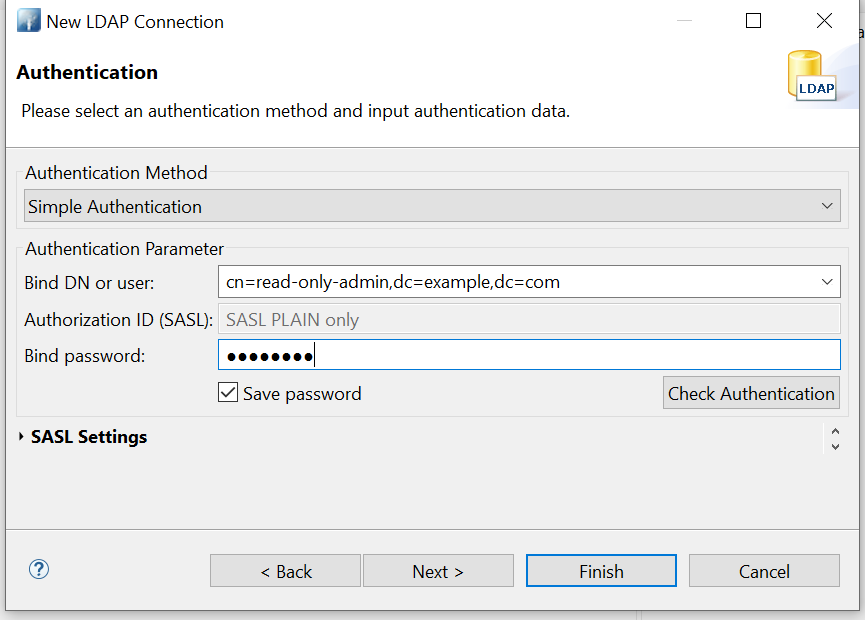 New LDAP Connection
Authentication
LDAP
Please select an authentication method and input authentication data.
Authentication Method
Simple Authentication
Authentication Parameter
Bind DN or user: cn=read-only-admin,dc=example,dc=com
Authorization ID (SASL): SASL PLAIN only
Bind password: ●●●●●●●●
Save password Check Authentication
SASL Settings
? < Back Next > Finish Cancel